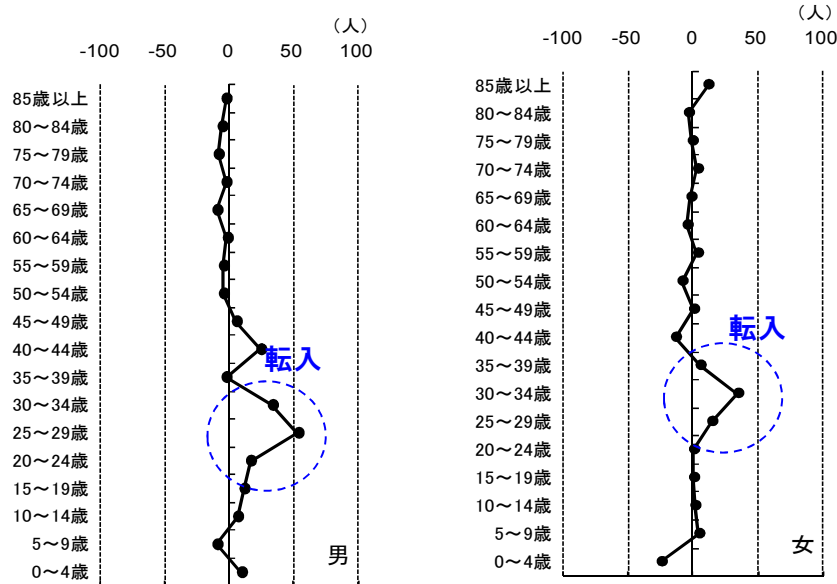 （人）
-100 -50 0 50 100
85歳以上
80～84歳
75～79歳
70～74歳
65～69歳
60～64歳
55～59歳
50～54歳
45～49歳
40～44歳
35～39歳
30～34歳
25～29歳
20～24歳
15～19歳
10～14歳
5～9歳
0～4歳
転入
男
（人）
-100 -50 0 50 100
85歳以上
80～84歳
75～79歳
70～74歳
65～69歳
60～64歳
55～59歳
50～54歳
45～49歳
40～44歳
35～39歳
30～34歳
25～29歳
20～24歳
15～19歳
10～14歳
5～9歳
0～4歳
転入
女